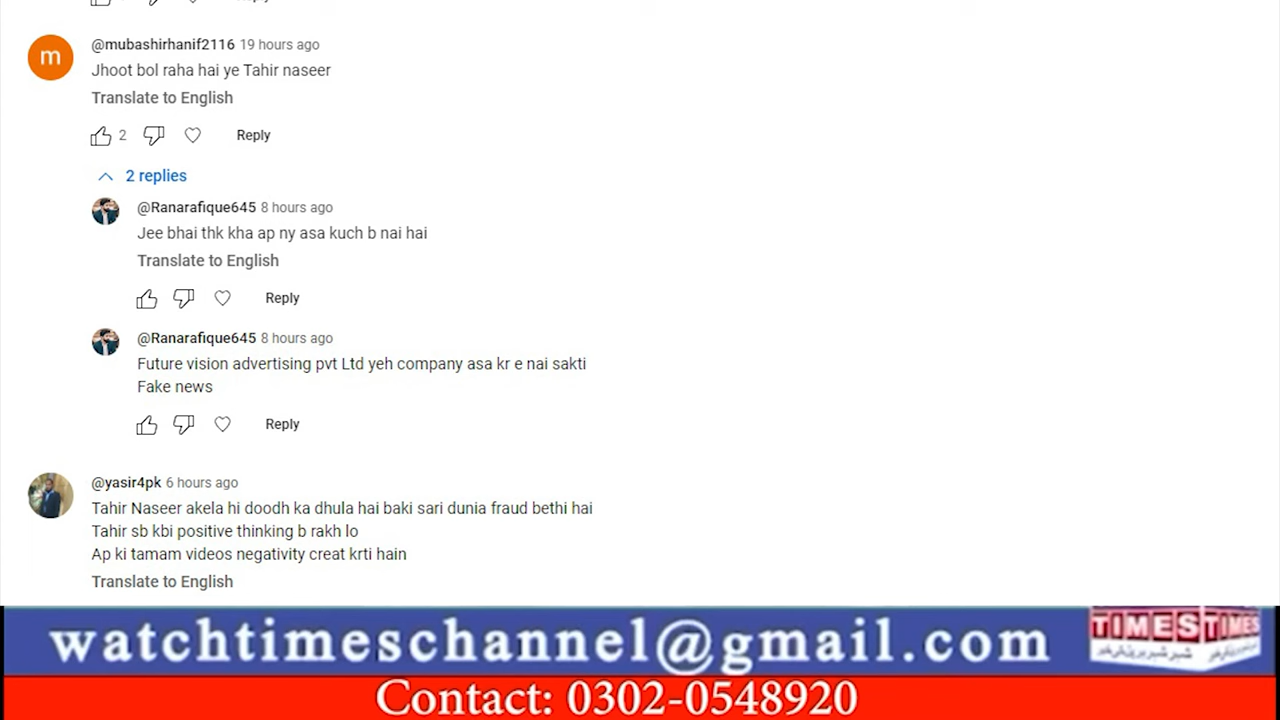 Reply
@mubashirhanif2116 19 hours ago
m
Jhoot bol raha hai ye Tahir naseer
Translate to English
2
Reply
2 replies
@Ranarafique645 8 hours ago
Jee bhai thk kha ap ny asa kuch b nai hai
Translate to English
Reply
@Ranarafique645 8 hours ago
Future vision advertising pvt Ltd yeh company asa kr e nai sakti
Fake news
Reply
@yasir4pk 6 hours ago
Tahir Naseer akela hi doodh ka dhula hai baki sari dunia fraud bethi hai
Tahir sb kbi positive thinking b rakh lo
Ap ki tamam videos negativity creat krti hain
Translate to English
watchtimeschannel@gmail.com
TIMES TIMES
Contact: 0302-0548920